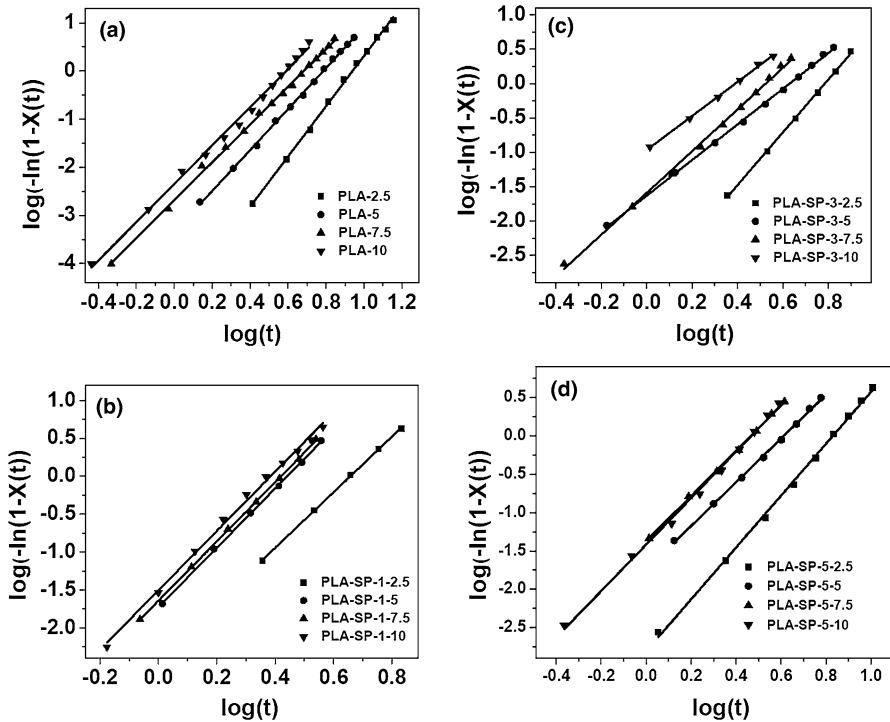 (a)
log(-ln(1-X(t))
1
0
-1
-2
-3
-4
PLA-2.5
PLA-5
PLA-7.5
PLA-10
-0.4 -0.2 0.0 0.2 0.4 0.6 0.8 1.0 1.2
log(t)
(c)
log(-ln(1-X(t))
1.0
0.5
0.0
-0.5
-1.0
-1.5
-2.0
-2.5
PLA-SP-3-2.5
PLA-SP-3-5
PLA-SP-3-7.5
PLA-SP-3-10
-0.4 -0.2 0.0 0.2 0.4 0.6 0.8
log(t)
(b)
log(-ln(1-X(t))
1.0
0.5
0.0
-0.5
-1.0
-1.5
-2.0
PLA-SP-1-2.5
PLA-SP-1-5
PLA-SP-1-7.5
PLA-SP-1-10
-0.2 0.0 0.2 0.4 0.6 0.8
log(t)
(d)
log(-ln(1-X(t))
0.5
0.0
-0.5
-1.0
-1.5
-2.0
-2.5
PLA-SP-5-2.5
PLA-SP-5-5
PLA-SP-5-7.5
PLA-SP-5-10
-0.4 -0.2 0.0 0.2 0.4 0.6 0.8 1.0
log(t)